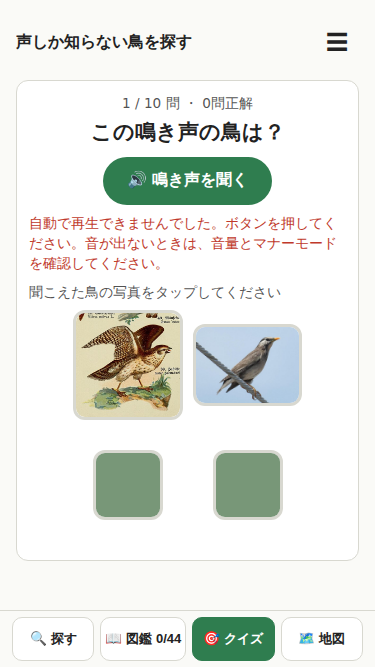 声しか知らない鳥を探す
1 / 10 問 ・ 0問正解
この鳴き声の鳥は？
🔊 鳴き声を聞く
自動で再生できませんでした。ボタンを押してく
ださい。音が出ないときは、音量とマナーモード
を確認してください。
聞こえた鳥の写真をタップしてください
🔍 探す
📖 図鑑 0/44
🎯 クイズ
🗺️ 地図